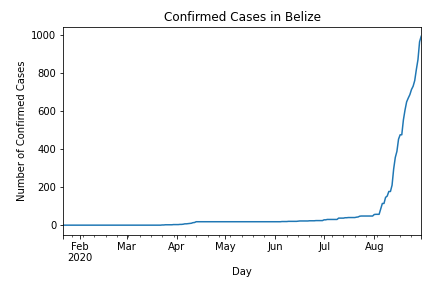 Confirmed Cases in Belize
1000
800
600
400
200
0
Number of Confirmed Cases
Feb Mar Apr May Jun Jul Aug
2020
Day